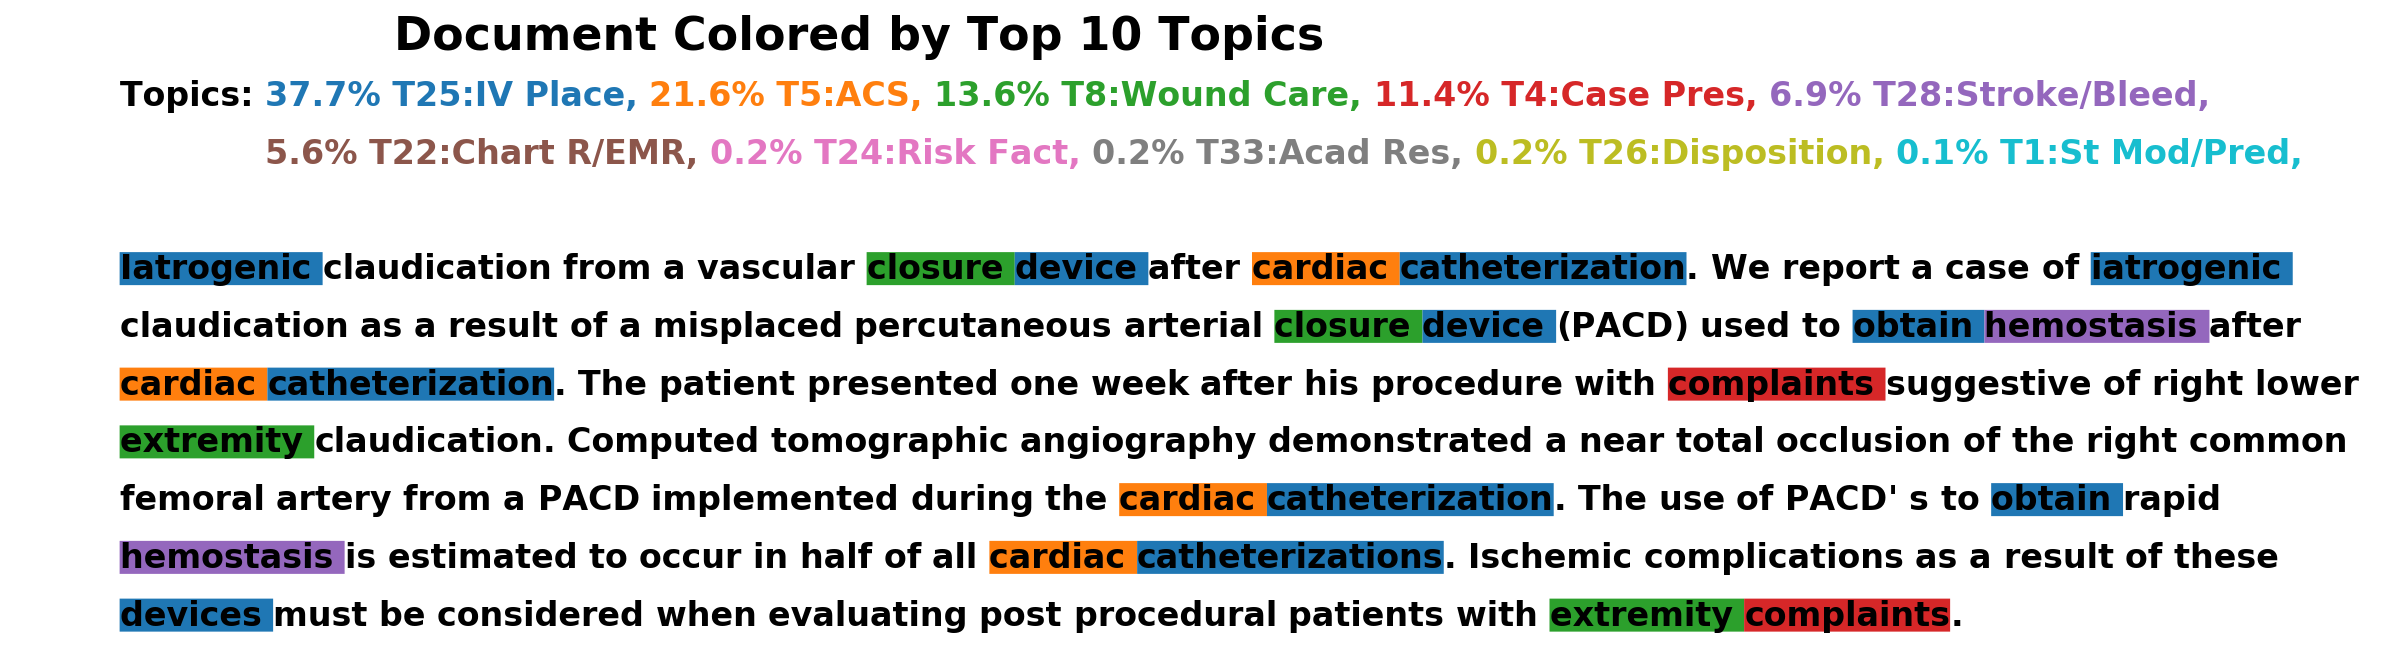 Document Colored by Top 10 Topics
Topics: 37.7% T25:IV Place, 21.6% T5:ACS, 13.6% T8:Wound Care, 11.4% T4:Case Pres, 6.9% T28:Stroke/Bleed,
5.6% T22:Chart R/EMR, 0.2% T24:Risk Fact, 0.2% T33:Acad Res, 0.2% T26:Disposition, 0.1% T1:St Mod/Pred,
Iatrogenic claudication from a vascular closure device after cardiac catheterization. We report a case of iatrogenic
claudication as a result of a misplaced percutaneous arterial closure device (PACD) used to obtain hemostasis after
cardiac catheterization. The patient presented one week after his procedure with complaints suggestive of right lower
extremity claudication. Computed tomographic angiography demonstrated a near total occlusion of the right common
femoral artery from a PACD implemented during the cardiac catheterization. The use of PACD' s to obtain rapid
hemostasis is estimated to occur in half of all cardiac catheterizations. Ischemic complications as a result of these
devices must be considered when evaluating post procedural patients with extremity complaints.